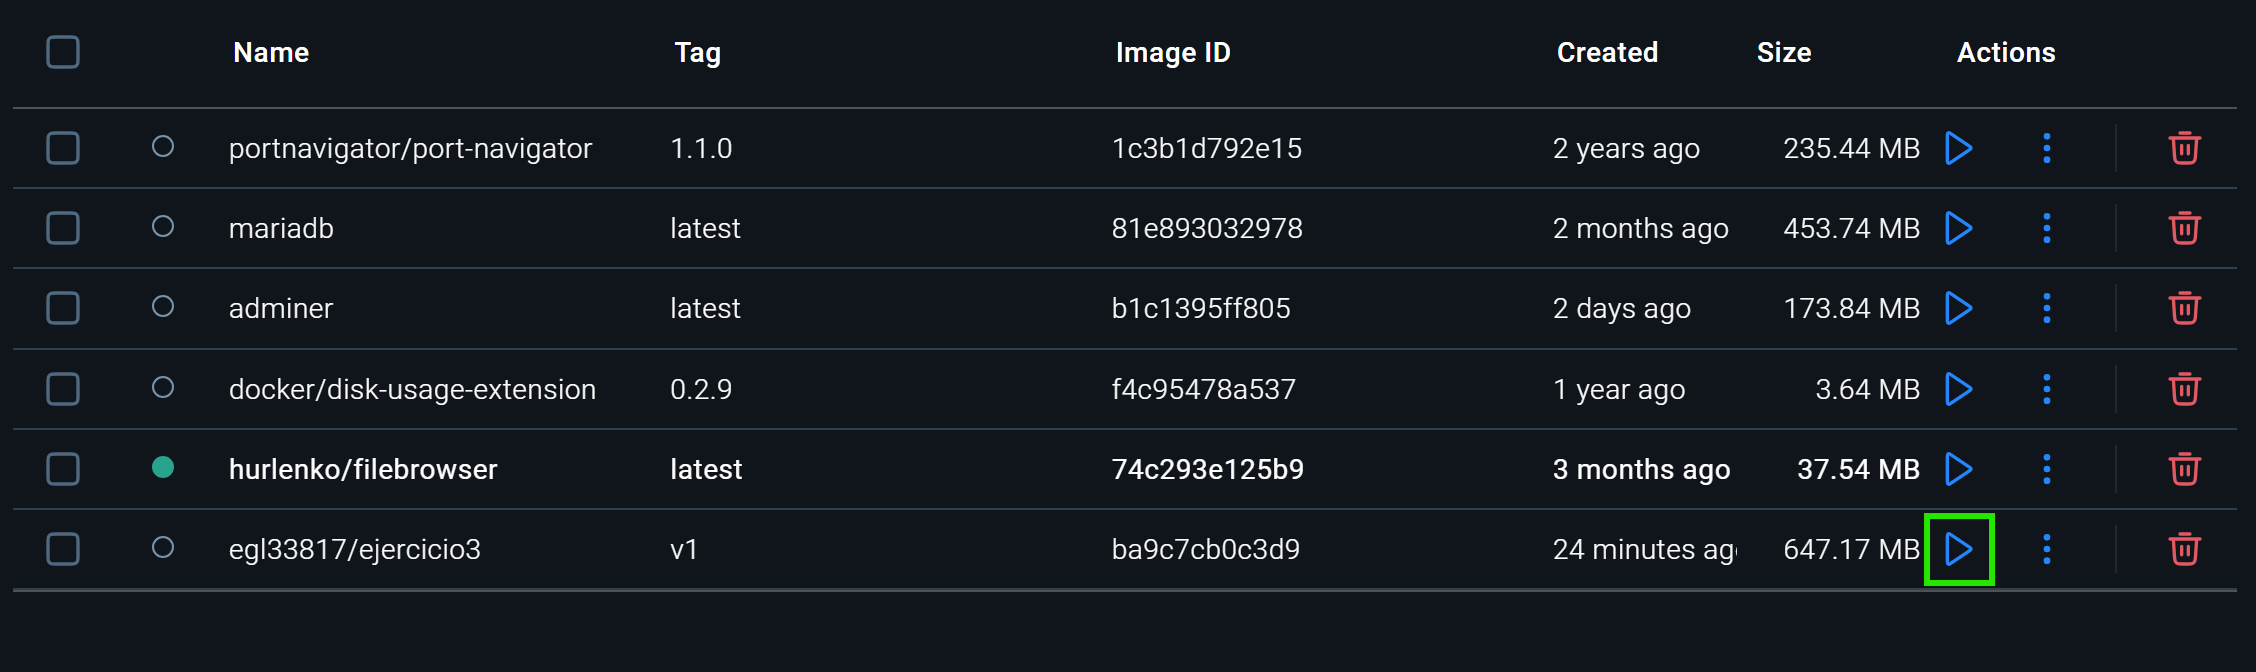 Name Tag Image ID Created Size Actions
portnavigator/port-navigator 1.1.0 1c3b1d792e15 2 years ago 235.44 MB
mariadb latest 81e893032978 2 months ago 453.74 MB
adminer latest b1c1395ff805 2 days ago 173.84 MB
docker/disk-usage-extension 0.2.9 f4c95478a537 1 year ago 3.64 MB
hurlenko/filebrowser latest 74c293e125b9 3 months ago 37.54 MB
egl33817/ejercicio3 v1 ba9c7cb0c3d9 24 minutes ag 647.17 MB